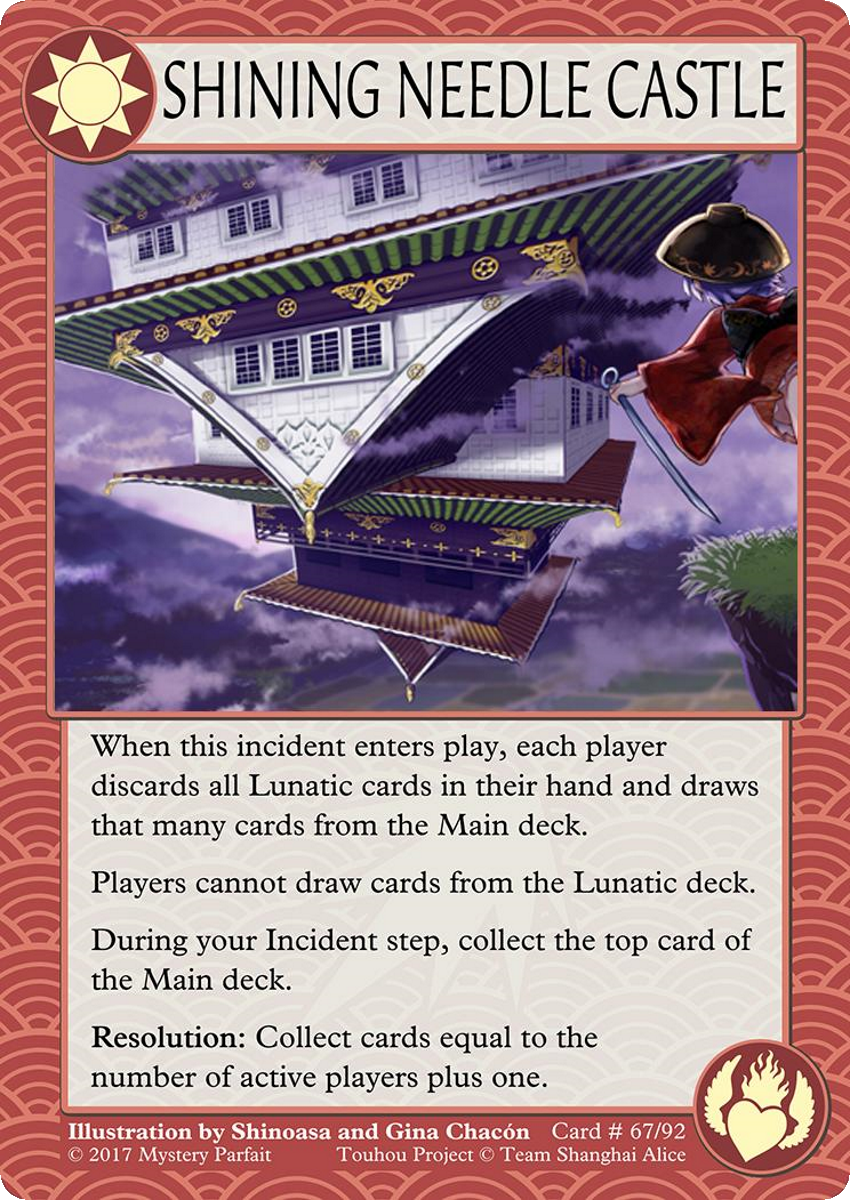 SHINING NEEDLE CASTLE
When this incident enters play, each player
discards all Lunatic cards in their hand and draws
that many cards from the Main deck.
Players cannot draw cards from the Lunatic deck.
During your Incident step, collect the top card of
the Main deck.
Resolution: Collect cards equal to the
number of active players plus one.
Illustration by Shinoasa and Gina Chacón Card # 67/92
© 2017 Mystery Parfait Touhou Project © Team Shanghai Alice